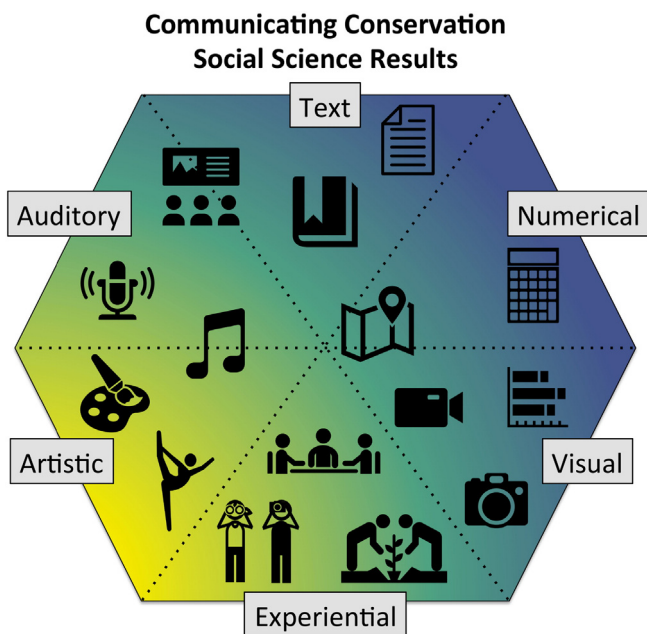 Communicating Conservation
Social Science Results
Text
Auditory
Numerical
Artistic
Visual
Experiential